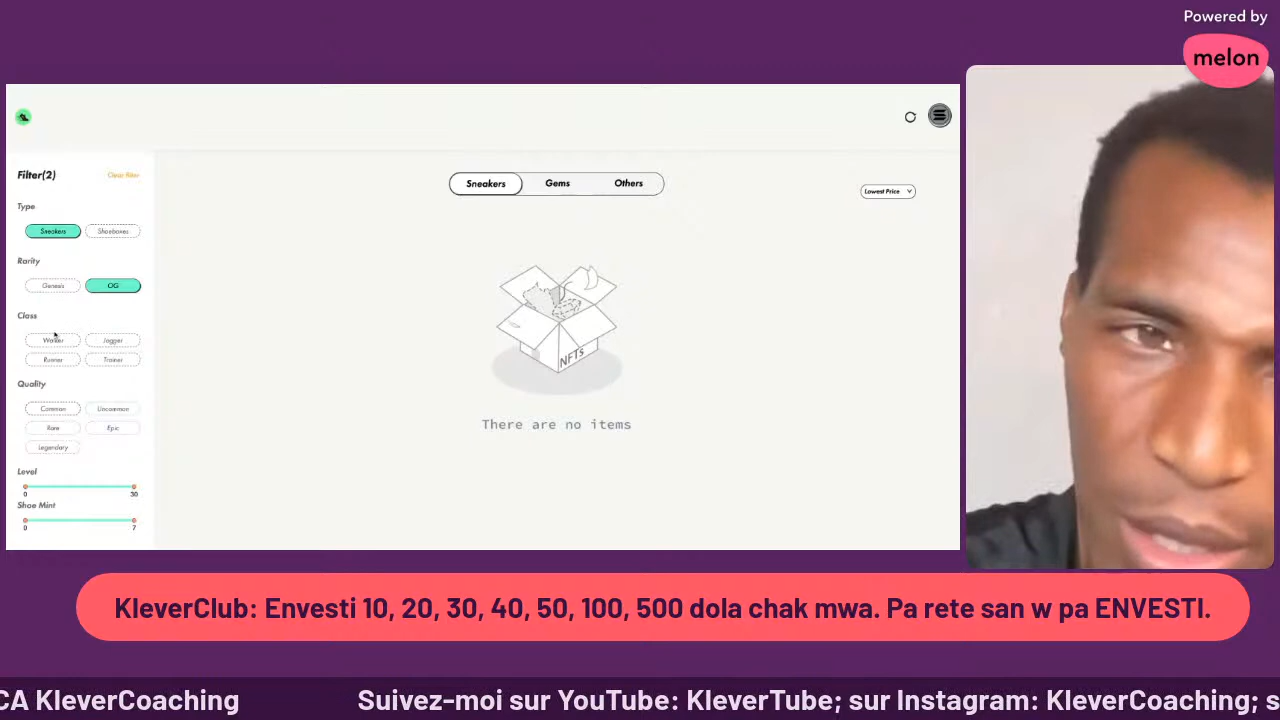 Powered by
melon
Filter(2)
Clear Filter
Type
Sneakers
Shoeboxes
Rarity
Genesis
OG
Class
Walker
Jogger
Runner
Trainer
Quality
Common
Uncommon
Rare
Epic
Legendary
Level
0
30
Shoe Mint
0
7
Sneakers
Gems
Others
Lowest Price
NFTs
There are no items
KleverClub: Envesti 10, 20, 30, 40, 50, 100, 500 dola chak mwa. Pa rete san w pa ENVESTI.
CA KleverCoaching
Suivez-moi sur YouTube: KleverTube; sur Instagram: KleverCoaching; s